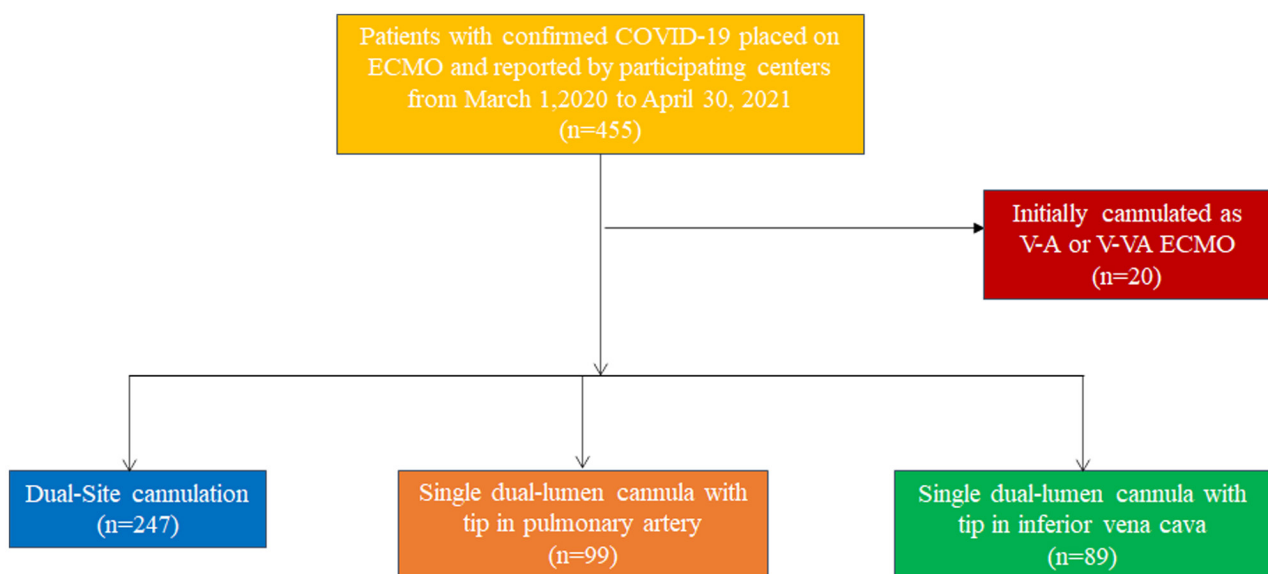 Patients with confirmed COVID-19 placed on
ECMO and reported by participating centers
from March 1,2020 to April 30, 2021
(n=455)
Initially cannulated as
V-A or V-VA ECMO
(n=20)
Dual-Site cannulation
(n=247)
Single dual-lumen cannula with
tip in pulmonary artery
(n=99)
Single dual-lumen cannula with
tip in inferior vena cava
(n=89)